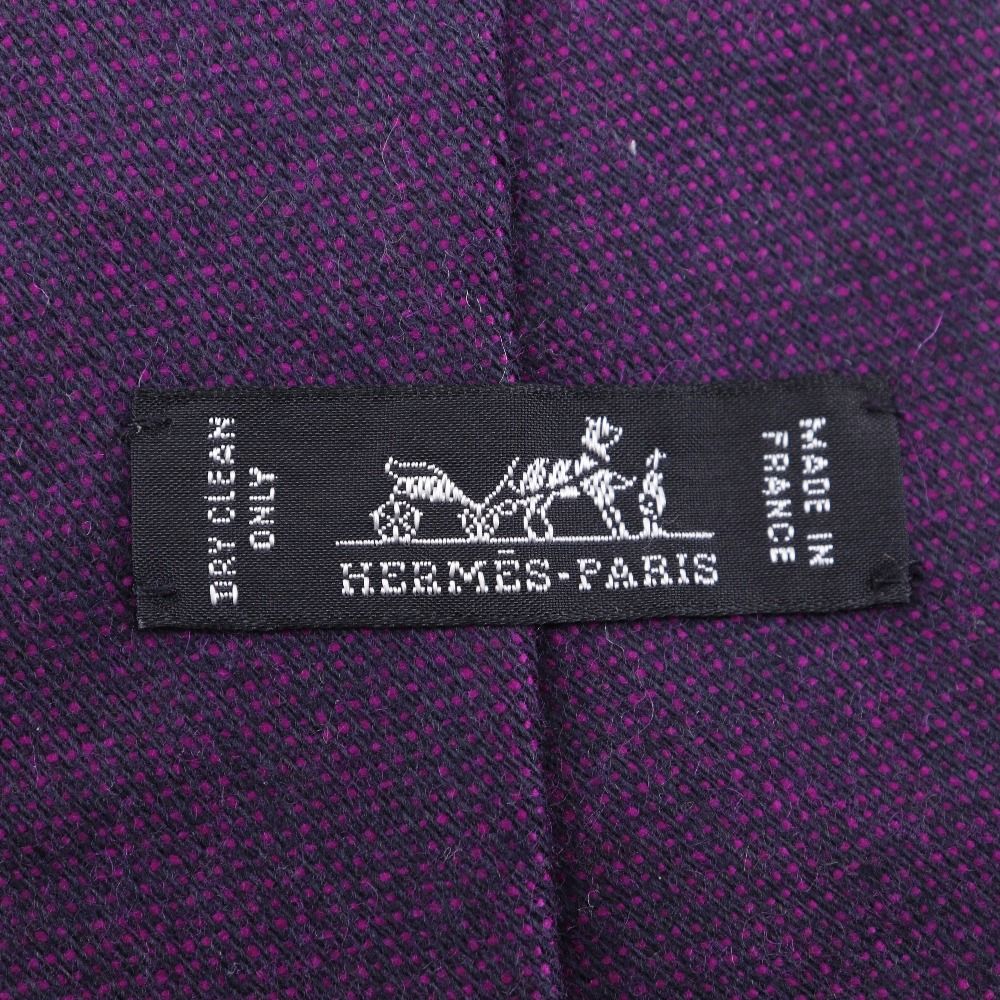 DRY CLEAN
ONLY
HERMÈS-PARIS
MADE IN
FRANCE